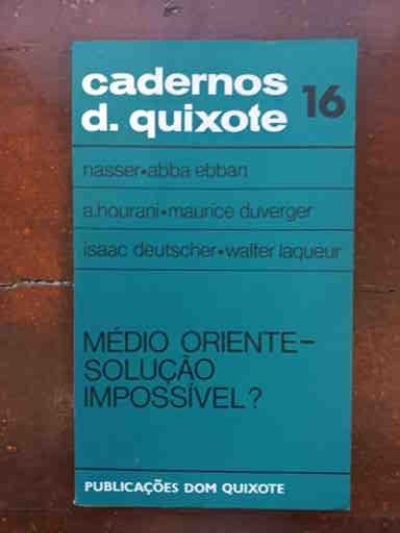 cadernos
d. quixote 16
nasser•abba ebban
a.hourani•maurice duverger
isaac deutscher•walter laqueur
MÉDIO ORIENTE—
SOLUÇÃO
IMPOSSÍVEL?
PUBLICAÇÕES DOM QUIXOTE